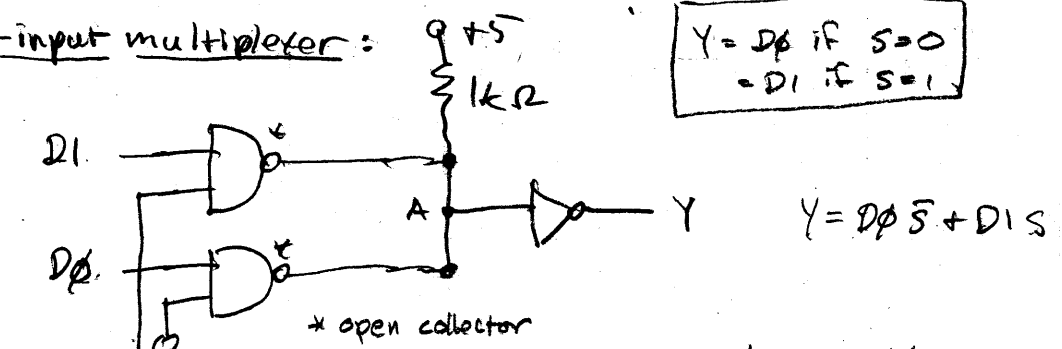 -input multiplexer:
+5
1kΩ
Y = DØ if S=0
= D1 if S=1
D1
*
A
Y
Y = DØ S̄ + D1 S
DØ
*
* open collector